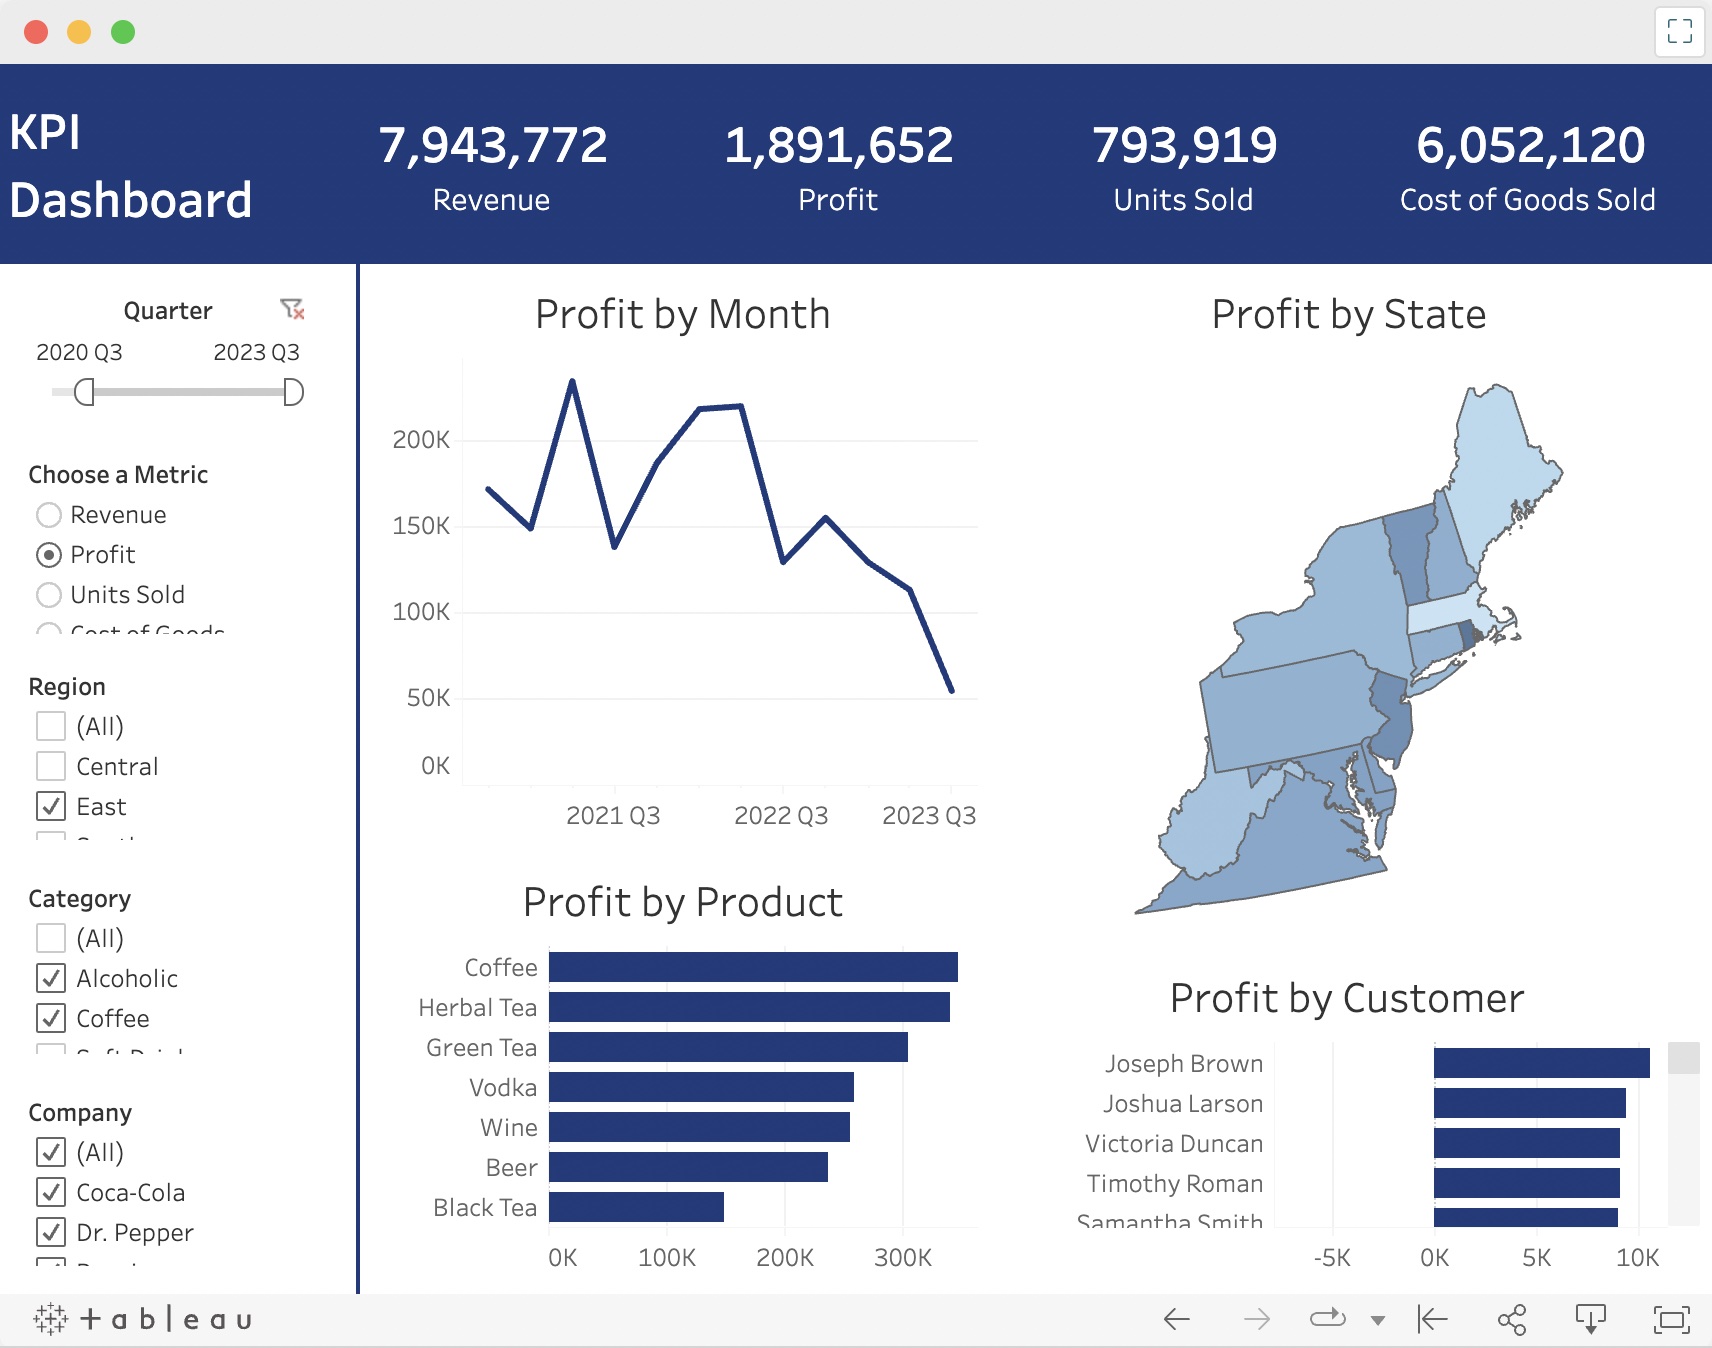 KPI
Dashboard
7,943,772
Revenue
1,891,652
Profit
793,919
Units Sold
6,052,120
Cost of Goods Sold
Quarter
2020 Q3
2023 Q3
Choose a Metric
Revenue
Profit
Units Sold
Cost of Goods
Region
(All)
Central
East
Category
(All)
Alcoholic
Coffee
Company
(All)
Coca-Cola
Dr. Pepper
Profit by Month
200K
150K
100K
50K
0K
2021 Q3
2022 Q3
2023 Q3
Profit by Product
Coffee
Herbal Tea
Green Tea
Vodka
Wine
Beer
Black Tea
0K
100K
200K
300K
Profit by State
Profit by Customer
Joseph Brown
Joshua Larson
Victoria Duncan
Timothy Roman
Samantha Smith
-5K
0K
5K
10K
+ableau